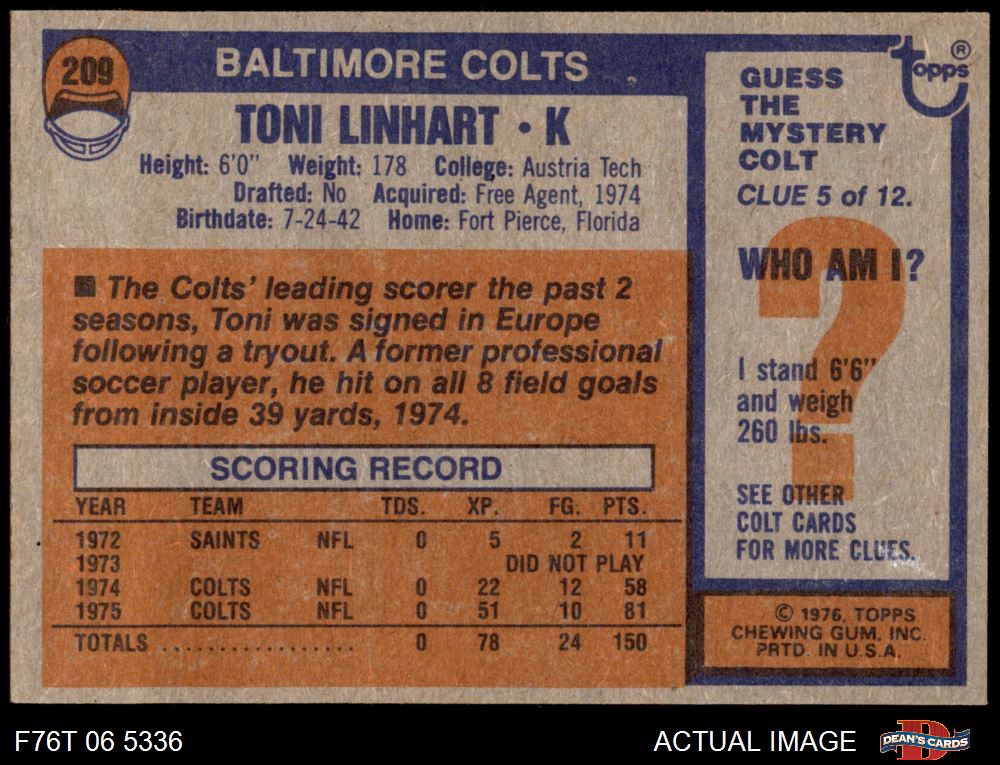 209
BALTIMORE COLTS
TONI LINHART • K
Height: 6'0" Weight: 178 College: Austria Tech
Drafted: No Acquired: Free Agent, 1974
Birthdate: 7-24-42 Home: Fort Pierce, Florida
■ The Colts' leading scorer the past 2
seasons, Toni was signed in Europe
following a tryout. A former professional
soccer player, he hit on all 8 field goals
from inside 39 yards, 1974.
SCORING RECORD
YEAR TEAM TDS. XP. FG. PTS.
1972 SAINTS NFL 0 5 2 11
1973 DID NOT PLAY
1974 COLTS NFL 0 22 12 58
1975 COLTS NFL 0 51 10 81
TOTALS .................. 0 78 24 150
topps ®
GUESS
THE
MYSTERY
COLT
CLUE 5 of 12.
WHO AM I?
?
I stand 6'6"
and weigh
260 lbs.
SEE OTHER
COLT CARDS
FOR MORE CLUES.
© 1976, TOPPS
CHEWING GUM, INC.
PRTD. IN U.S.A.
F76T 06 5336
ACTUAL IMAGE
D
DEAN'S CARDS